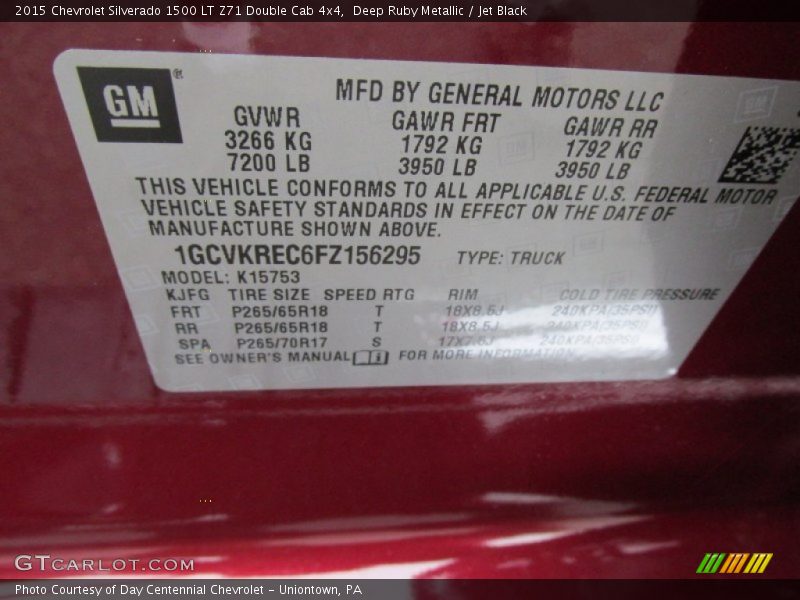 2015 Chevrolet Silverado 1500 LT Z71 Double Cab 4x4,  Deep Ruby Metallic / Jet Black
GM ®
MFD BY GENERAL MOTORS LLC
GVWR GAWR FRT GAWR RR
3266 KG 1792 KG 1792 KG
7200 LB 3950 LB 3950 LB
THIS VEHICLE CONFORMS TO ALL APPLICABLE U.S. FEDERAL MOTOR
VEHICLE SAFETY STANDARDS IN EFFECT ON THE DATE OF
MANUFACTURE SHOWN ABOVE.
1GCVKREC6FZ156295 TYPE: TRUCK
MODEL: K15753
KJFG TIRE SIZE SPEED RTG RIM COLD TIRE PRESSURE
FRT P265/65R18 T 18X8.5J 240KPA/35PSI
RR P265/65R18 T 18X8.5J 240KPA/35PSI
SPA P265/70R17 S 17X7.5J 240KPA/35PSI
SEE OWNER'S MANUAL FOR MORE INFORMATION
GTCARLOT.COM
Photo Courtesy of Day Centennial Chevrolet - Uniontown, PA